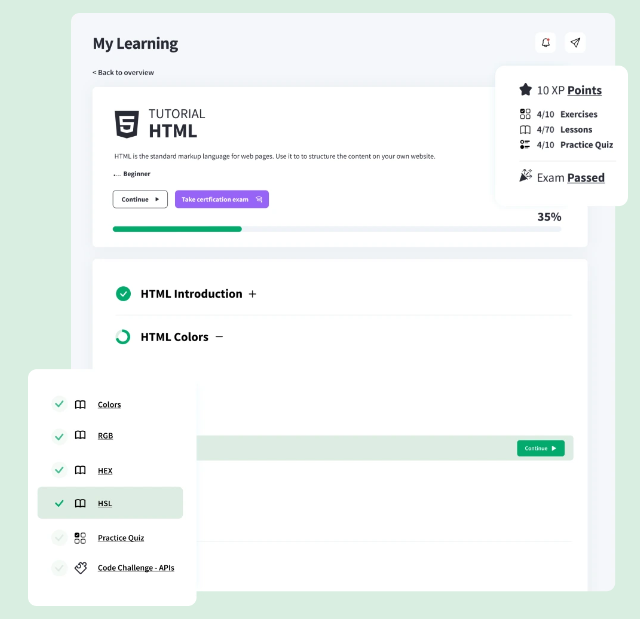 My Learning
< Back to overview
10 XP Points
4/10 Exercises
4/70 Lessons
4/10 Practice Quiz
Exam Passed
5
TUTORIAL
HTML
HTML is the standard markup language for web pages. Use it to to structure the content on your own website.
Beginner
Continue
Take certfication exam
35%
HTML Introduction +
HTML Colors −
Continue
Colors
RGB
HEX
HSL
Practice Quiz
Code Challenge - APIs